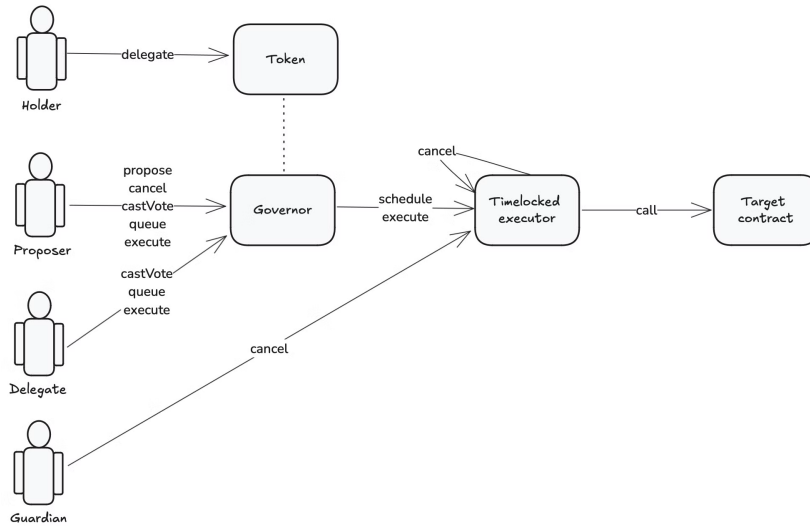 delegate
Token
Holder
cancel
propose
cancel
castVote
queue
execute
Governor
schedule
execute
Timelocked
executor
call
Target
contract
Proposer
castVote
queue
execute
cancel
Delegate
Guardian